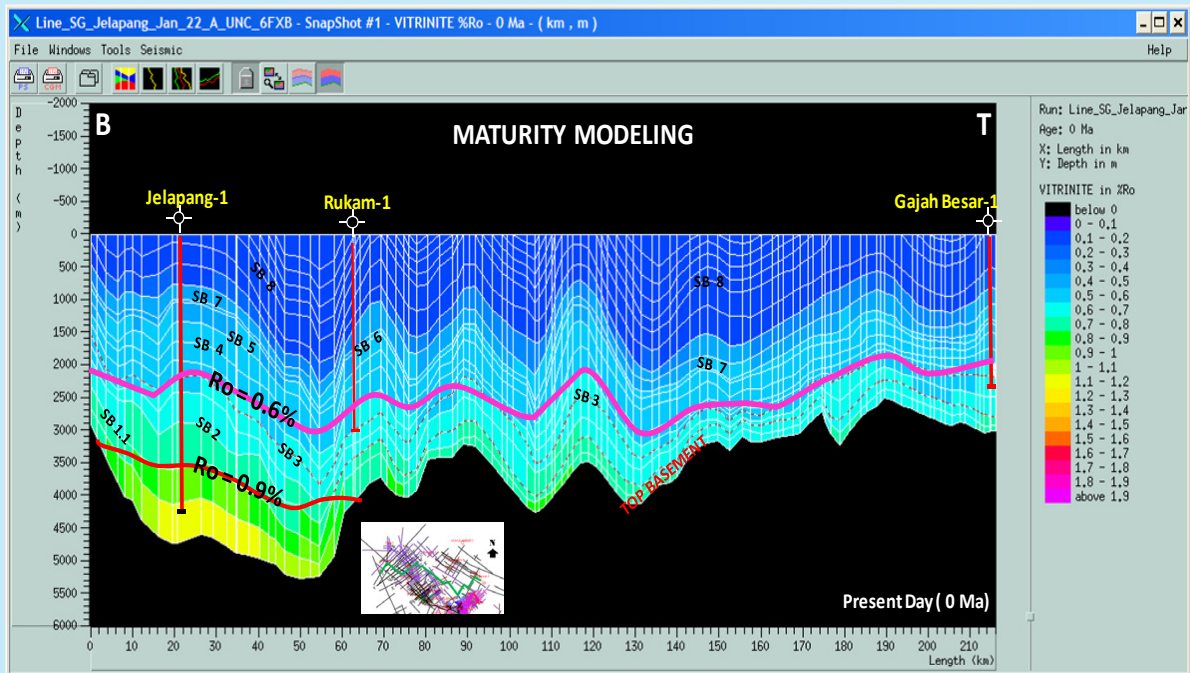 Line_SG_Jelapang_Jan_22_A_UNC_6FXB - SnapShot #1 - VITRINITE %Ro - 0 Ma - ( km , m )
File Windows Tools Seismic Help
PS CGM
Depth (m)
-2000
-1500
-1000
-500
0
500
1000
1500
2000
2500
3000
3500
4000
4500
5000
5500
6000
B
MATURITY MODELING
T
Jelapang-1
Rukam-1
Gajah Besar-1
SB 8
SB 8
SB 7
SB 5
SB 6
SB 4
SB 7
Ro = 0.6%
SB 3
SB1.1
SB2
SB3
Ro = 0.9%
TOP BASEMENT
N
Present Day ( 0 Ma)
0 10 20 30 40 50 60 70 80 90 100 110 120 130 140 150 160 170 180 190 200 210
Length (km)
Run: Line_SG_Jelapang_Jan
Age: 0 Ma
X: Length in km
Y: Depth in m
VITRINITE in %Ro
below 0
0 - 0.1
0.1 - 0.2
0.2 - 0.3
0.3 - 0.4
0.4 - 0.5
0.5 - 0.6
0.6 - 0.7
0.7 - 0.8
0.8 - 0.9
0.9 - 1
1 - 1.1
1.1 - 1.2
1.2 - 1.3
1.3 - 1.4
1.4 - 1.5
1.5 - 1.6
1.6 - 1.7
1.7 - 1.8
1.8 - 1.9
above 1.9